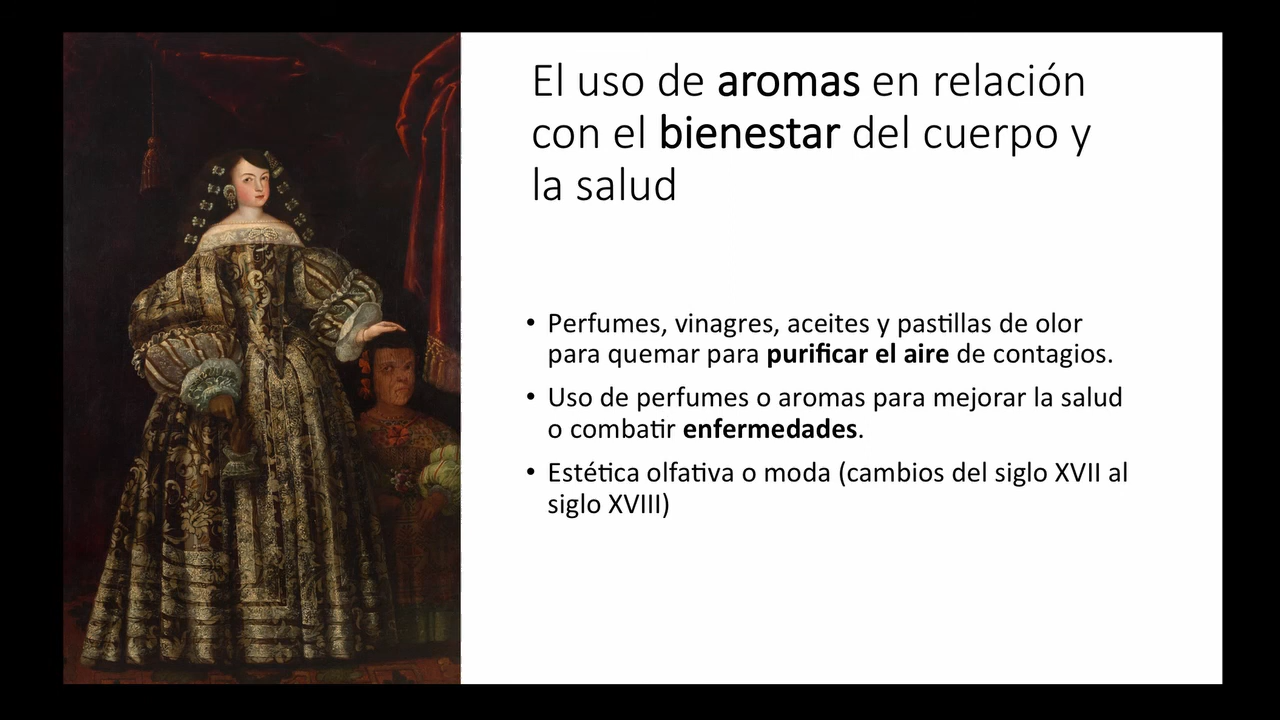 El uso de aromas en relación
con el bienestar del cuerpo y
la salud
• Perfumes, vinagres, aceites y pastillas de olor
para quemar para purificar el aire de contagios.
• Uso de perfumes o aromas para mejorar la salud
o combatir enfermedades.
• Estética olfativa o moda (cambios del siglo XVII al
siglo XVIII)